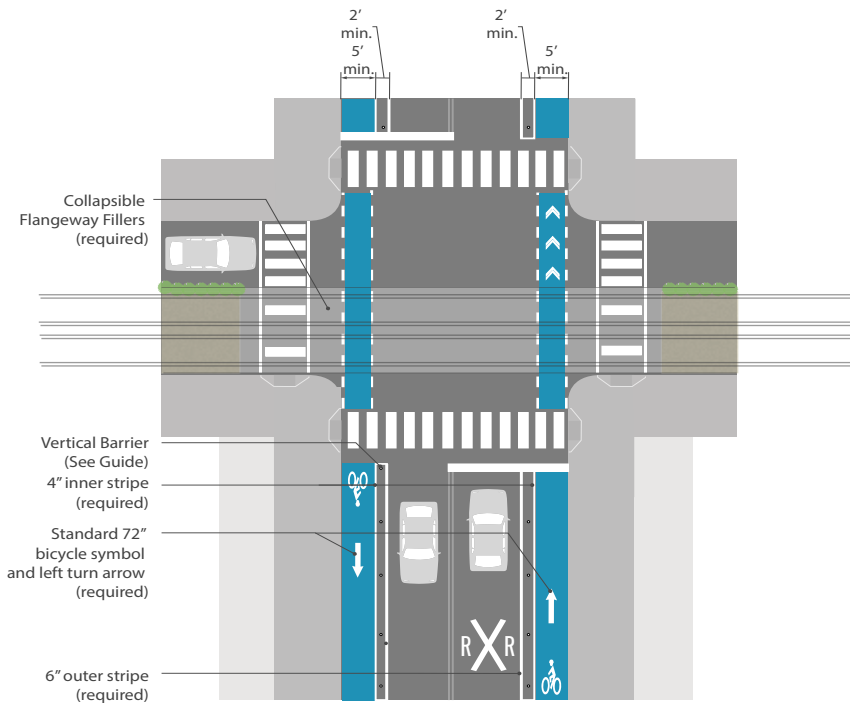 2’
min.
5’
min.
2’
min.
5’
min.
Collapsible
Flangeway Fillers
(required)
Vertical Barrier
(See Guide)
4” inner stripe
(required)
Standard 72”
bicycle symbol
and left turn arrow
(required)
6” outer stripe
(required)
R R